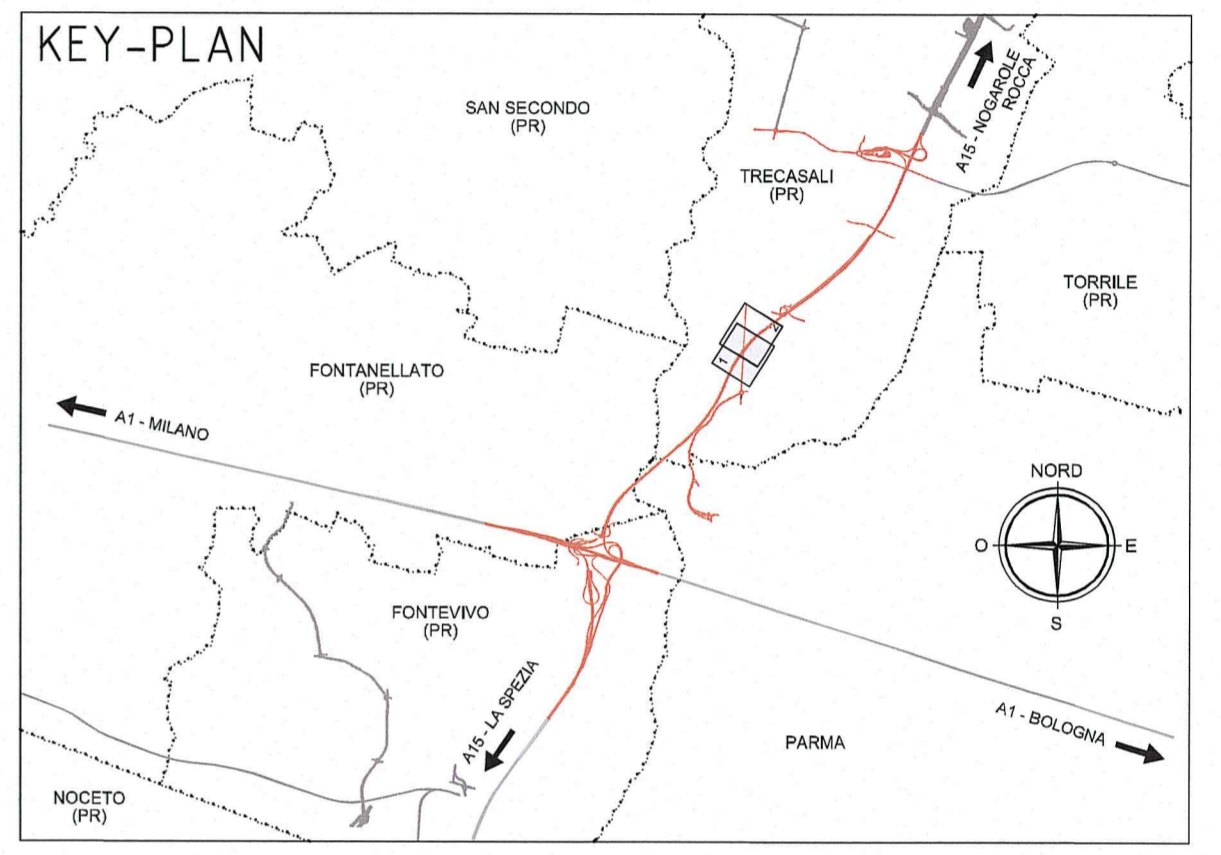 KEY-PLAN
SAN SECONDO
(PR)
A15 - NOGAROLE
ROCCA
TRECASALI
(PR)
TORRILE
(PR)
2
1
FONTANELLATO
(PR)
A1 - MILANO
NORD
O
E
S
FONTEVIVO
(PR)
A15 - LA SPEZIA
A1 - BOLOGNA
PARMA
NOCETO
(PR)